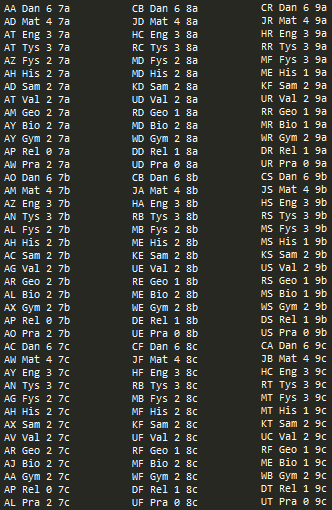 AA Dan 6 7a
AD Mat 4 7a
AT Eng 3 7a
AT Tys 3 7a
AZ Fys 2 7a
AH His 2 7a
AD Sam 2 7a
AT Val 2 7a
AM Geo 2 7a
AY Bio 2 7a
AY Gym 2 7a
AP Rel 0 7a
AW Pra 2 7a
AO Dan 6 7b
AM Mat 4 7b
AZ Eng 3 7b
AN Tys 3 7b
AL Fys 2 7b
AH His 2 7b
AC Sam 2 7b
AG Val 2 7b
AR Geo 2 7b
AL Bio 2 7b
AX Gym 2 7b
AP Rel 0 7b
AO Pra 2 7b
AC Dan 6 7c
AW Mat 4 7c
AY Eng 3 7c
AN Tys 3 7c
AG Fys 2 7c
AH His 2 7c
AX Sam 2 7c
AV Val 2 7c
AR Geo 2 7c
AJ Bio 2 7c
AA Gym 2 7c
AP Rel 0 7c
AL Pra 2 7c
CB Dan 6 8a
JD Mat 4 8a
HC Eng 3 8a
RC Tys 3 8a
MD Fys 2 8a
MD His 2 8a
KD Sam 2 8a
UD Val 2 8a
RD Geo 1 8a
MD Bio 2 8a
WD Gym 2 8a
DD Rel 1 8a
UD Pra 0 8a
CB Dan 6 8b
JA Mat 4 8b
HA Eng 3 8b
RB Tys 3 8b
MB Fys 2 8b
ME His 2 8b
KE Sam 2 8b
UE Val 2 8b
RE Geo 1 8b
ME Bio 2 8b
WE Gym 2 8b
DE Rel 1 8b
UE Pra 0 8b
CF Dan 6 8c
JF Mat 4 8c
HF Eng 3 8c
RB Tys 3 8c
MB Fys 2 8c
MF His 2 8c
KF Sam 2 8c
UF Val 2 8c
RF Geo 1 8c
MF Bio 2 8c
WF Gym 2 8c
DF Rel 1 8c
UF Pra 0 8c
CR Dan 6 9a
JR Mat 4 9a
HR Eng 3 9a
RR Tys 3 9a
MF Fys 3 9a
ME His 1 9a
KF Sam 2 9a
UR Val 2 9a
RR Geo 1 9a
MR Bio 1 9a
WR Gym 2 9a
DR Rel 1 9a
UR Pra 0 9a
CS Dan 6 9b
JS Mat 4 9b
HS Eng 3 9b
RS Tys 3 9b
MS Fys 3 9b
MS His 1 9b
KS Sam 2 9b
US Val 2 9b
RS Geo 1 9b
MS Bio 1 9b
WS Gym 2 9b
DS Rel 1 9b
US Pra 0 9b
CA Dan 6 9c
JB Mat 4 9c
HC Eng 3 9c
RT Tys 3 9c
MT Fys 3 9c
MT His 1 9c
KT Sam 2 9c
UC Val 2 9c
RF Geo 1 9c
ME Bio 1 9c
WB Gym 2 9c
DT Rel 1 9c
UT Pra 0 9c